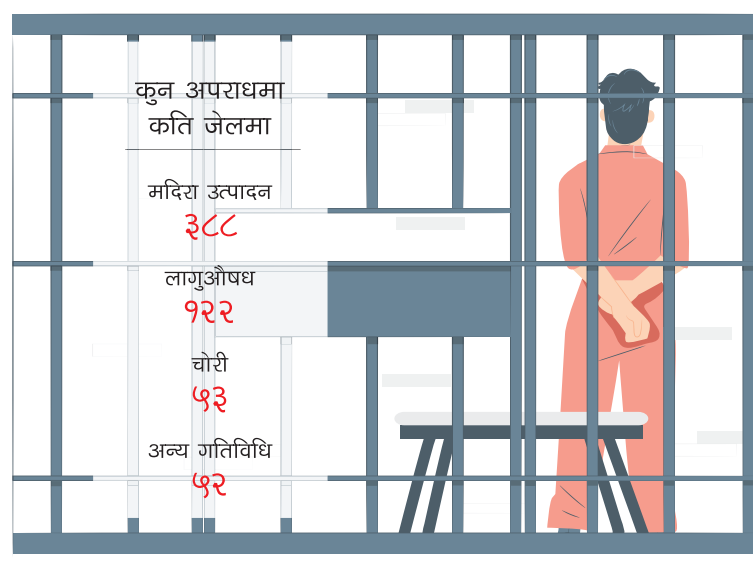 कुन अपराधमा
कति जेलमा
मदिरा उत्पादन
३८८
लागुऔषध
१२२
चोरी
५३
अन्य गतिविधि
५२